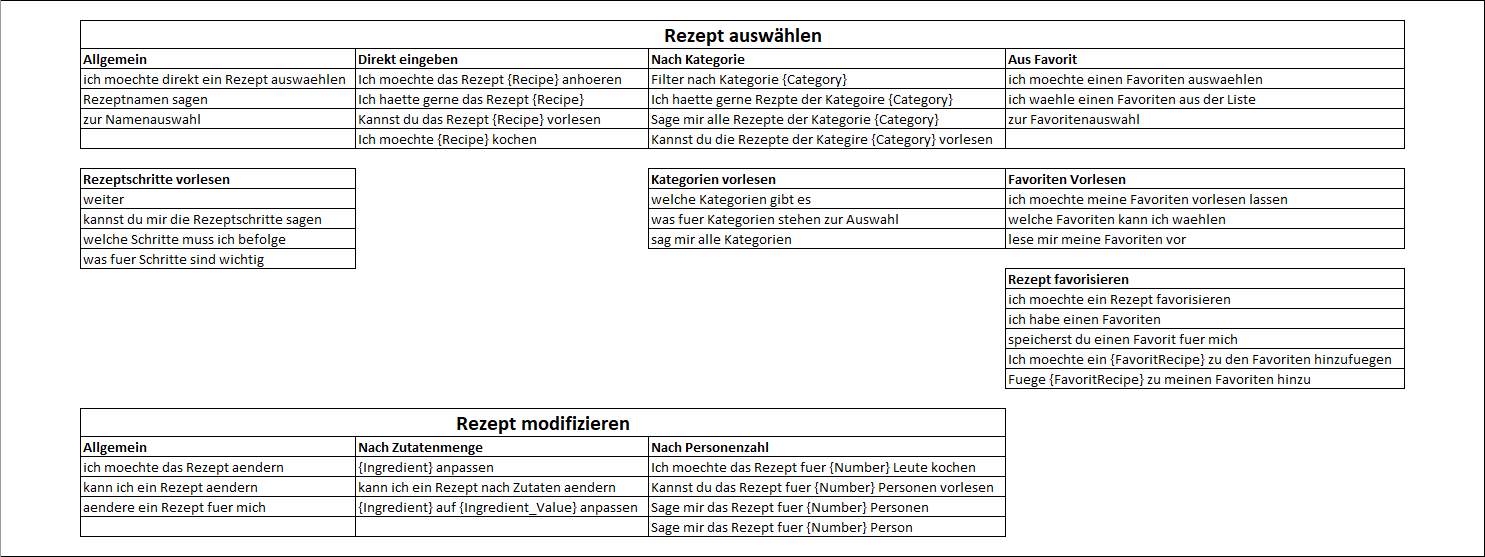 Rezept auswählen
Allgemein Direkt eingeben Nach Kategorie Aus Favorit
ich moechte direkt ein Rezept auswaehlen Ich moechte das Rezept {Recipe} anhoeren Filter nach Kategorie {Category} ich moechte einen Favoriten auswaehlen
Rezeptnamen sagen Ich haette gerne das Rezept {Recipe} Ich haette gerne Rezpte der Kategoire {Category} ich waehle einen Favoriten aus der Liste
zur Namenauswahl Kannst du das Rezept {Recipe} vorlesen Sage mir alle Rezepte der Kategorie {Category} zur Favoritenauswahl
Ich moechte {Recipe} kochen Kannst du die Rezepte der Kategire {Category} vorlesen
Rezeptschritte vorlesen Kategorien vorlesen Favoriten Vorlesen
weiter welche Kategorien gibt es ich moechte meine Favoriten vorlesen lassen
kannst du mir die Rezeptschritte sagen was fuer Kategorien stehen zur Auswahl welche Favoriten kann ich waehlen
welche Schritte muss ich befolge sag mir alle Kategorien lese mir meine Favoriten vor
was fuer Schritte sind wichtig
Rezept favorisieren
ich moechte ein Rezept favorisieren
ich habe einen Favoriten
speicherst du einen Favorit fuer mich
Ich moechte ein {FavoritRecipe} zu den Favoriten hinzufuegen
Fuege {FavoritRecipe} zu meinen Favoriten hinzu
Rezept modifizieren
Allgemein Nach Zutatenmenge Nach Personenzahl
ich moechte das Rezept aendern {Ingredient} anpassen Ich moechte das Rezept fuer {Number} Leute kochen
kann ich ein Rezept aendern kann ich ein Rezept nach Zutaten aendern Kannst du das Rezept fuer {Number} Personen vorlesen
aendere ein Rezept fuer mich {Ingredient} auf {Ingredient_Value} anpassen Sage mir das Rezept fuer {Number} Personen
Sage mir das Rezept fuer {Number} Person